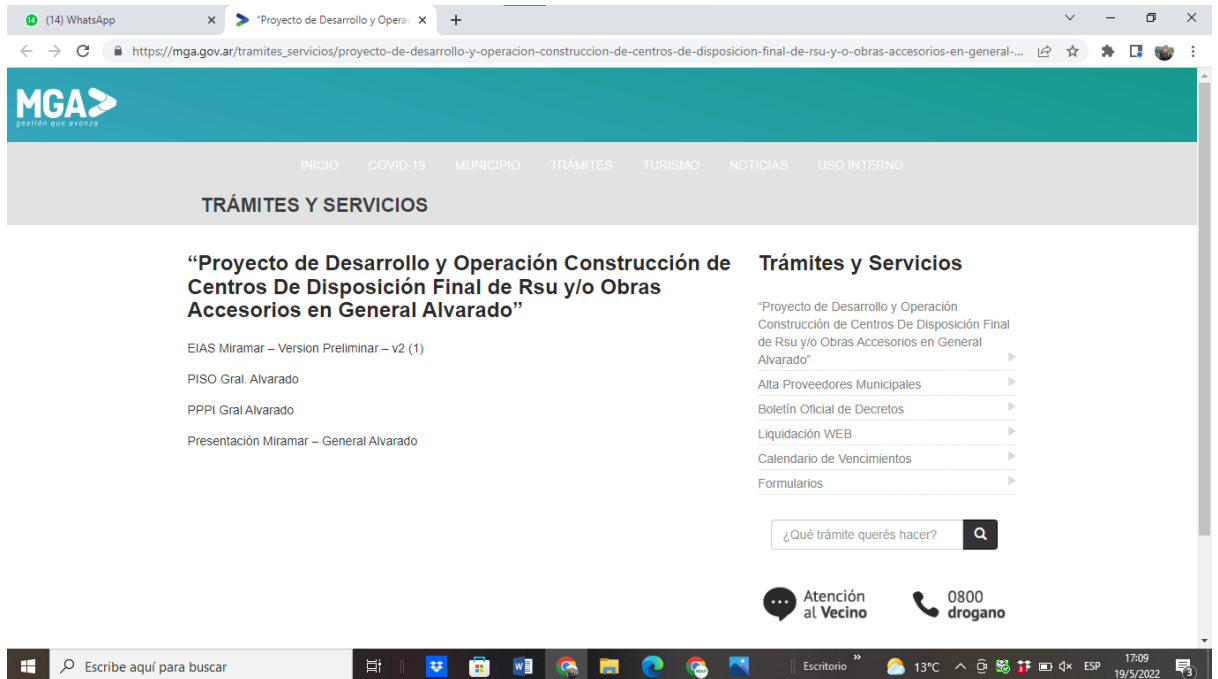 (14) WhatsApp
"Proyecto de Desarrollo y Operac
https://mga.gov.ar/tramites_servicios/proyecto-de-desarrollo-y-operacion-construccion-de-centros-de-disposicion-final-de-rsu-y-o-obras-accesorios-en-general-...
MGA
gestión que avanza
INICIO COVID-19 MUNICIPIO TRÁMITES TURISMO NOTICIAS USO INTERNO
TRÁMITES Y SERVICIOS
“Proyecto de Desarrollo y Operación Construcción de
Centros De Disposición Final de Rsu y/o Obras
Accesorios en General Alvarado”
EIAS Miramar – Version Preliminar – v2 (1)
PISO Gral. Alvarado
PPPI Gral Alvarado
Presentación Miramar – General Alvarado
Trámites y Servicios
“Proyecto de Desarrollo y Operación
Construcción de Centros De Disposición Final
de Rsu y/o Obras Accesorios en General
Alvarado”
Alta Proveedores Municipales
Boletín Oficial de Decretos
Liquidación WEB
Calendario de Vencimientos
Formularios
¿Qué trámite querés hacer?
Atención
al Vecino
0800
drogano
Escribe aquí para buscar
Escritorio
13°C
ESP
17:09
19/5/2022
3